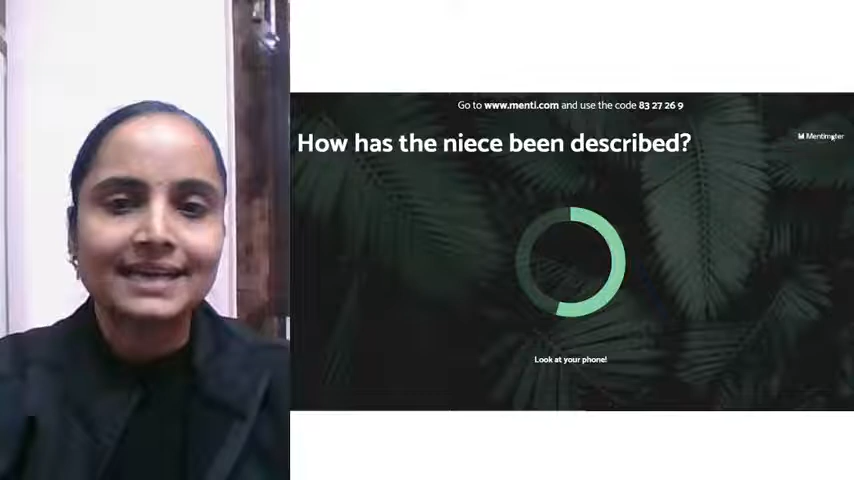 Go to www.menti.com and use the code 83 27 26 9
How has the niece been described?
Mentimeter
Look at your phone!